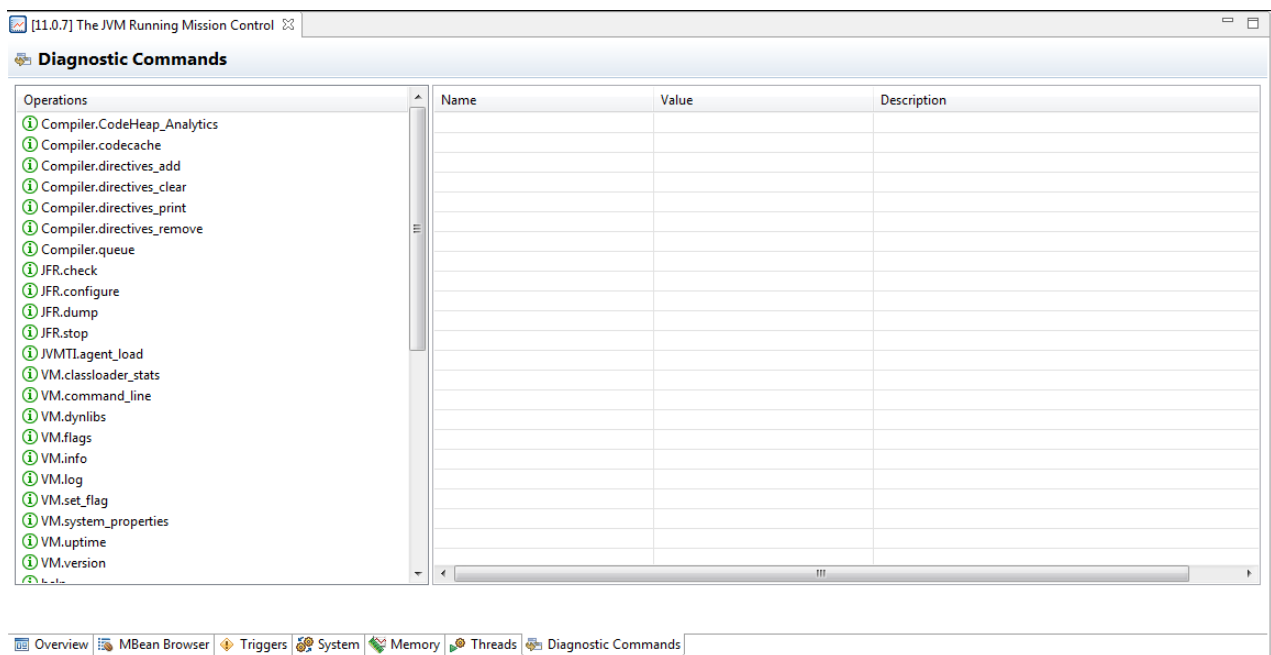 [11.0.7] The JVM Running Mission Control
Diagnostic Commands
Operations
Name Value Description
Compiler.CodeHeap_Analytics
Compiler.codecache
Compiler.directives_add
Compiler.directives_clear
Compiler.directives_print
Compiler.directives_remove
Compiler.queue
JFR.check
JFR.configure
JFR.dump
JFR.stop
JVMTI.agent_load
VM.classloader_stats
VM.command_line
VM.dynlibs
VM.flags
VM.info
VM.log
VM.set_flag
VM.system_properties
VM.uptime
VM.version
Overview MBean Browser Triggers System Memory Threads Diagnostic Commands